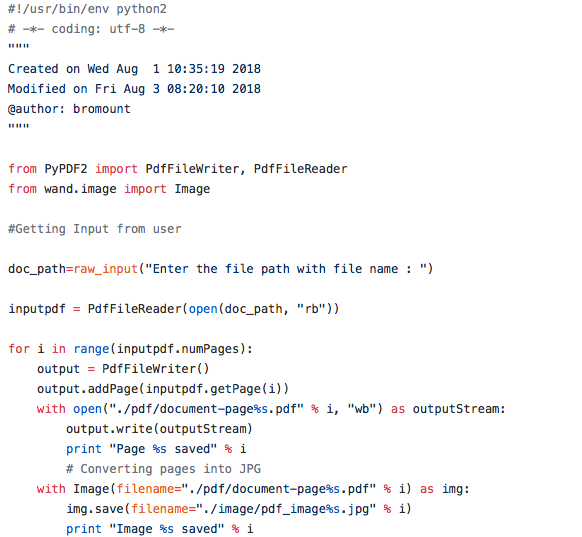 #!/usr/bin/env python2
# -*- coding: utf-8 -*-
"""
Created on Wed Aug  1 10:35:19 2018
Modified on Fri Aug 3 08:20:10 2018
@author: bromount
"""

from PyPDF2 import PdfFileWriter, PdfFileReader
from wand.image import Image

#Getting Input from user

doc_path=raw_input("Enter the file path with file name : ")

inputpdf = PdfFileReader(open(doc_path, "rb"))

for i in range(inputpdf.numPages):
    output = PdfFileWriter()
    output.addPage(inputpdf.getPage(i))
    with open("./pdf/document-page%s.pdf" % i, "wb") as outputStream:
        output.write(outputStream)
        print "Page %s saved" % i
        # Converting pages into JPG
    with Image(filename="./pdf/document-page%s.pdf" % i) as img:
        img.save(filename="./image/pdf_image%s.jpg" % i)
        print "Image %s saved" % i